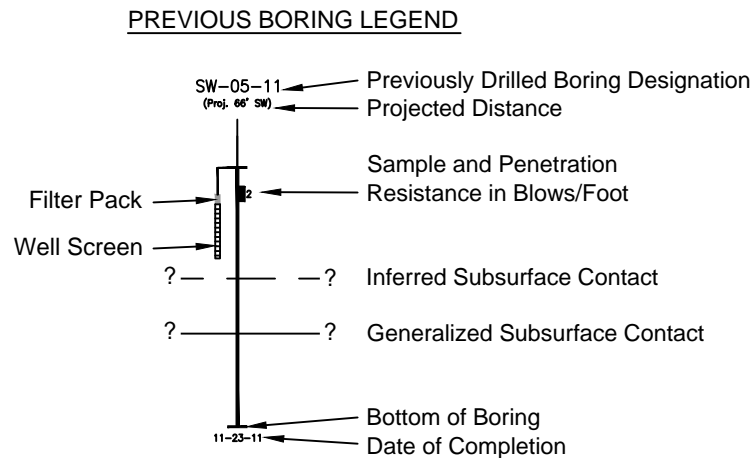 PREVIOUS BORING LEGEND
SW-05-11
Previously Drilled Boring Designation
(Proj. 66' SW)
Projected Distance
Sample and Penetration
Resistance in Blows/Foot
2
Filter Pack
Well Screen
? ? Inferred Subsurface Contact
? ? Generalized Subsurface Contact
Bottom of Boring
11-23-11
Date of Completion